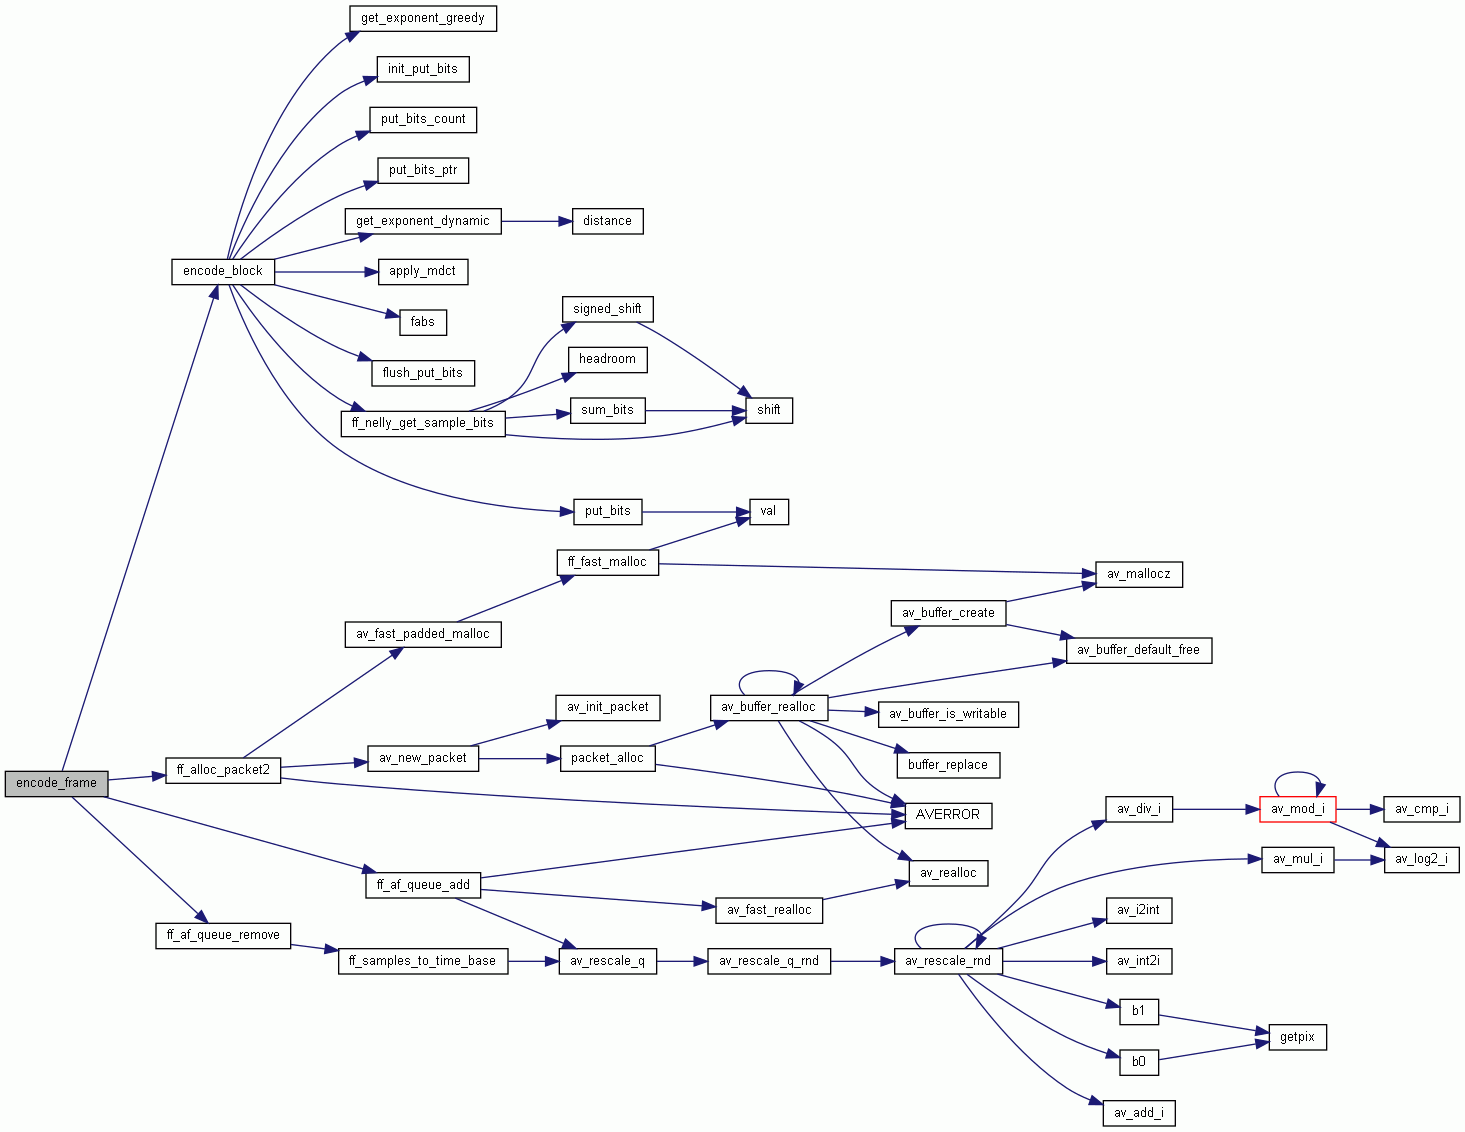 get_exponent_greedy
init_put_bits
put_bits_count
put_bits_ptr
get_exponent_dynamic
distance
encode_block
apply_mdct
signed_shift
fabs
headroom
flush_put_bits
sum_bits
shift
ff_nelly_get_sample_bits
put_bits
val
ff_fast_malloc
av_mallocz
av_buffer_create
av_fast_padded_malloc
av_buffer_default_free
av_init_packet
av_buffer_realloc
av_buffer_is_writable
av_new_packet
packet_alloc
buffer_replace
ff_alloc_packet2
encode_frame
AVERROR
av_div_i
av_mod_i
av_cmp_i
av_mul_i
av_log2_i
av_realloc
ff_af_queue_add
av_fast_realloc
av_i2int
ff_af_queue_remove
ff_samples_to_time_base
av_rescale_q
av_rescale_q_rnd
av_rescale_rnd
av_int2i
b1
getpix
b0
av_add_i